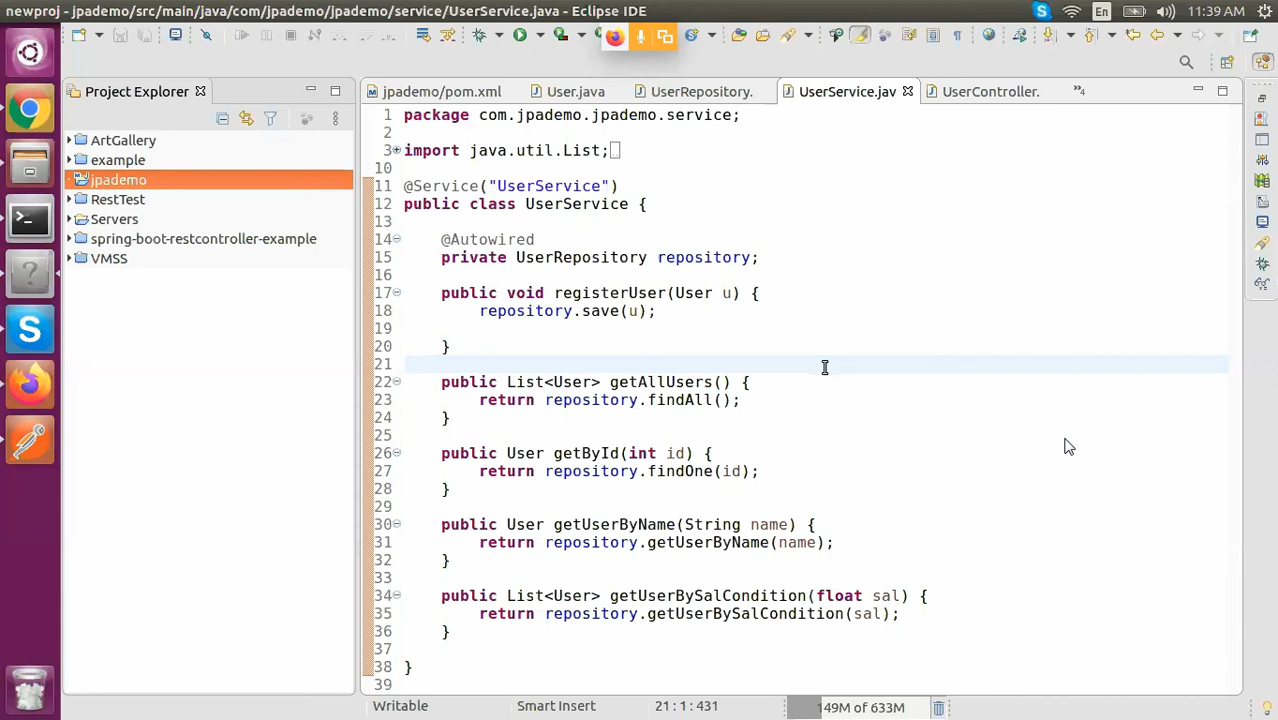 newproj - jpademo/src/main/java/com/jpademo/jpademo/service/UserService.java - Eclipse IDE
En
11:39 AM
Project Explorer
ArtGallery
example
jpademo
RestTest
Servers
spring-boot-restcontroller-example
VMSS
jpademo/pom.xml
User.java
UserRepository.
UserService.jav
UserController.
»4
1 package com.jpademo.jpademo.service;
2
3 import java.util.List;
10
11 @Service("UserService")
12 public class UserService {
13
14 @Autowired
15 private UserRepository repository;
16
17 public void registerUser(User u) {
18 repository.save(u);
19
20 }
21
22 public List<User> getAllUsers() {
23 return repository.findAll();
24 }
25
26 public User getById(int id) {
27 return repository.findOne(id);
28 }
29
30 public User getUserByName(String name) {
31 return repository.getUserByName(name);
32 }
33
34 public List<User> getUserBySalCondition(float sal) {
35 return repository.getUserBySalCondition(sal);
36 }
37
38 }
39
Writable
Smart Insert
21 : 1 : 431
149M of 633M